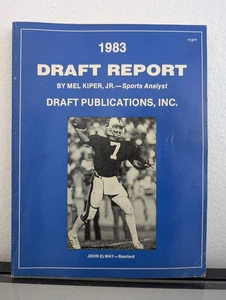 1983
DRAFT REPORT
BY MEL KIPER, JR.—Sports Analyst
DRAFT PUBLICATIONS, INC.
7
JOHN ELWAY—Stanford